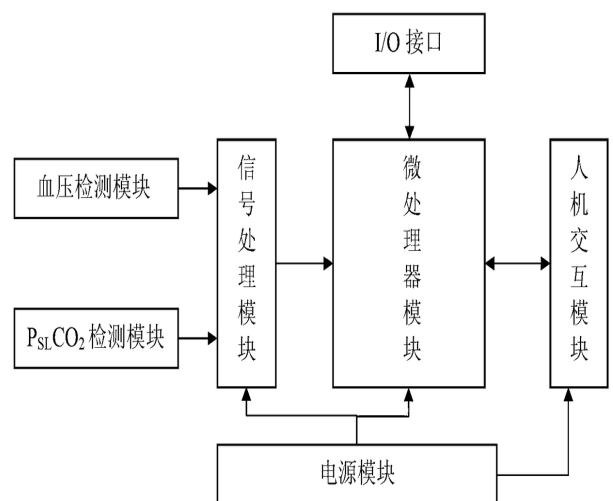 I/O 接口
血压检测模块
信号处理模块
微处理器模块
人机交互模块
P_SLCO₂ 检测模块
电源模块